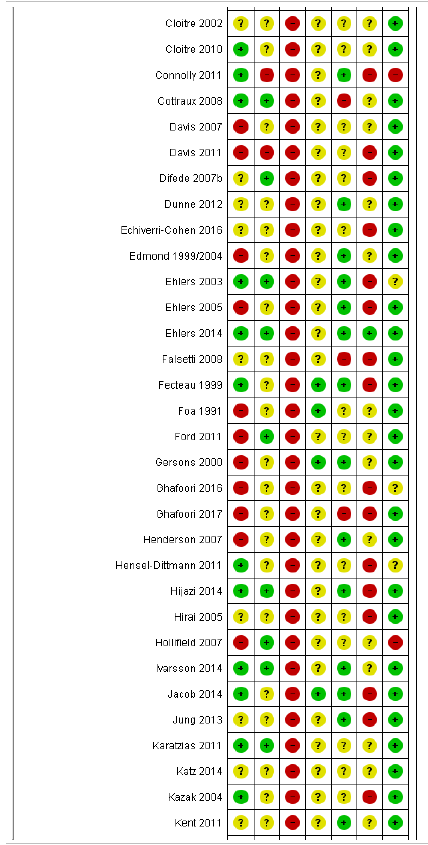 Cloitre 2002 ? ? - ? ? ? +
Cloitre 2010 + ? - ? ? ? +
Connolly 2011 + - - ? + - -
Cottraux 2008 + + - ? - ? +
Davis 2007 - ? - ? ? ? +
Davis 2011 - - - ? ? - +
Difede 2007b ? + - ? ? - +
Dunne 2012 ? ? - ? + ? +
Echiverri-Cohen 2016 ? ? - ? ? - +
Edmond 1999/2004 - ? - ? + ? +
Ehlers 2003 + + - ? + - ?
Ehlers 2005 - ? - ? + - +
Ehlers 2014 + + - ? + + +
Falsetti 2008 ? ? - ? - - +
Fecteau 1999 + ? - + + - +
Foa 1991 - ? - + ? ? +
Ford 2011 - + - ? ? ? +
Gersons 2000 - ? - + + ? +
Ghafoori 2016 - ? - ? ? - ?
Ghafoori 2017 - ? - ? - - +
Henderson 2007 - ? - ? + ? +
Hensel-Dittmann 2011 + ? - ? ? - ?
Hijazi 2014 + + - ? + - +
Hirai 2005 ? ? - ? ? - +
Hollifield 2007 - + - ? ? ? -
Ivarsson 2014 + + - ? + ? +
Jacob 2014 + ? - + + - +
Jung 2013 ? ? - ? + - +
Karatzias 2011 + + - ? ? ? +
Katz 2014 ? ? - ? ? ? +
Kazak 2004 + ? - ? ? - +
Kent 2011 ? ? - ? + ? +